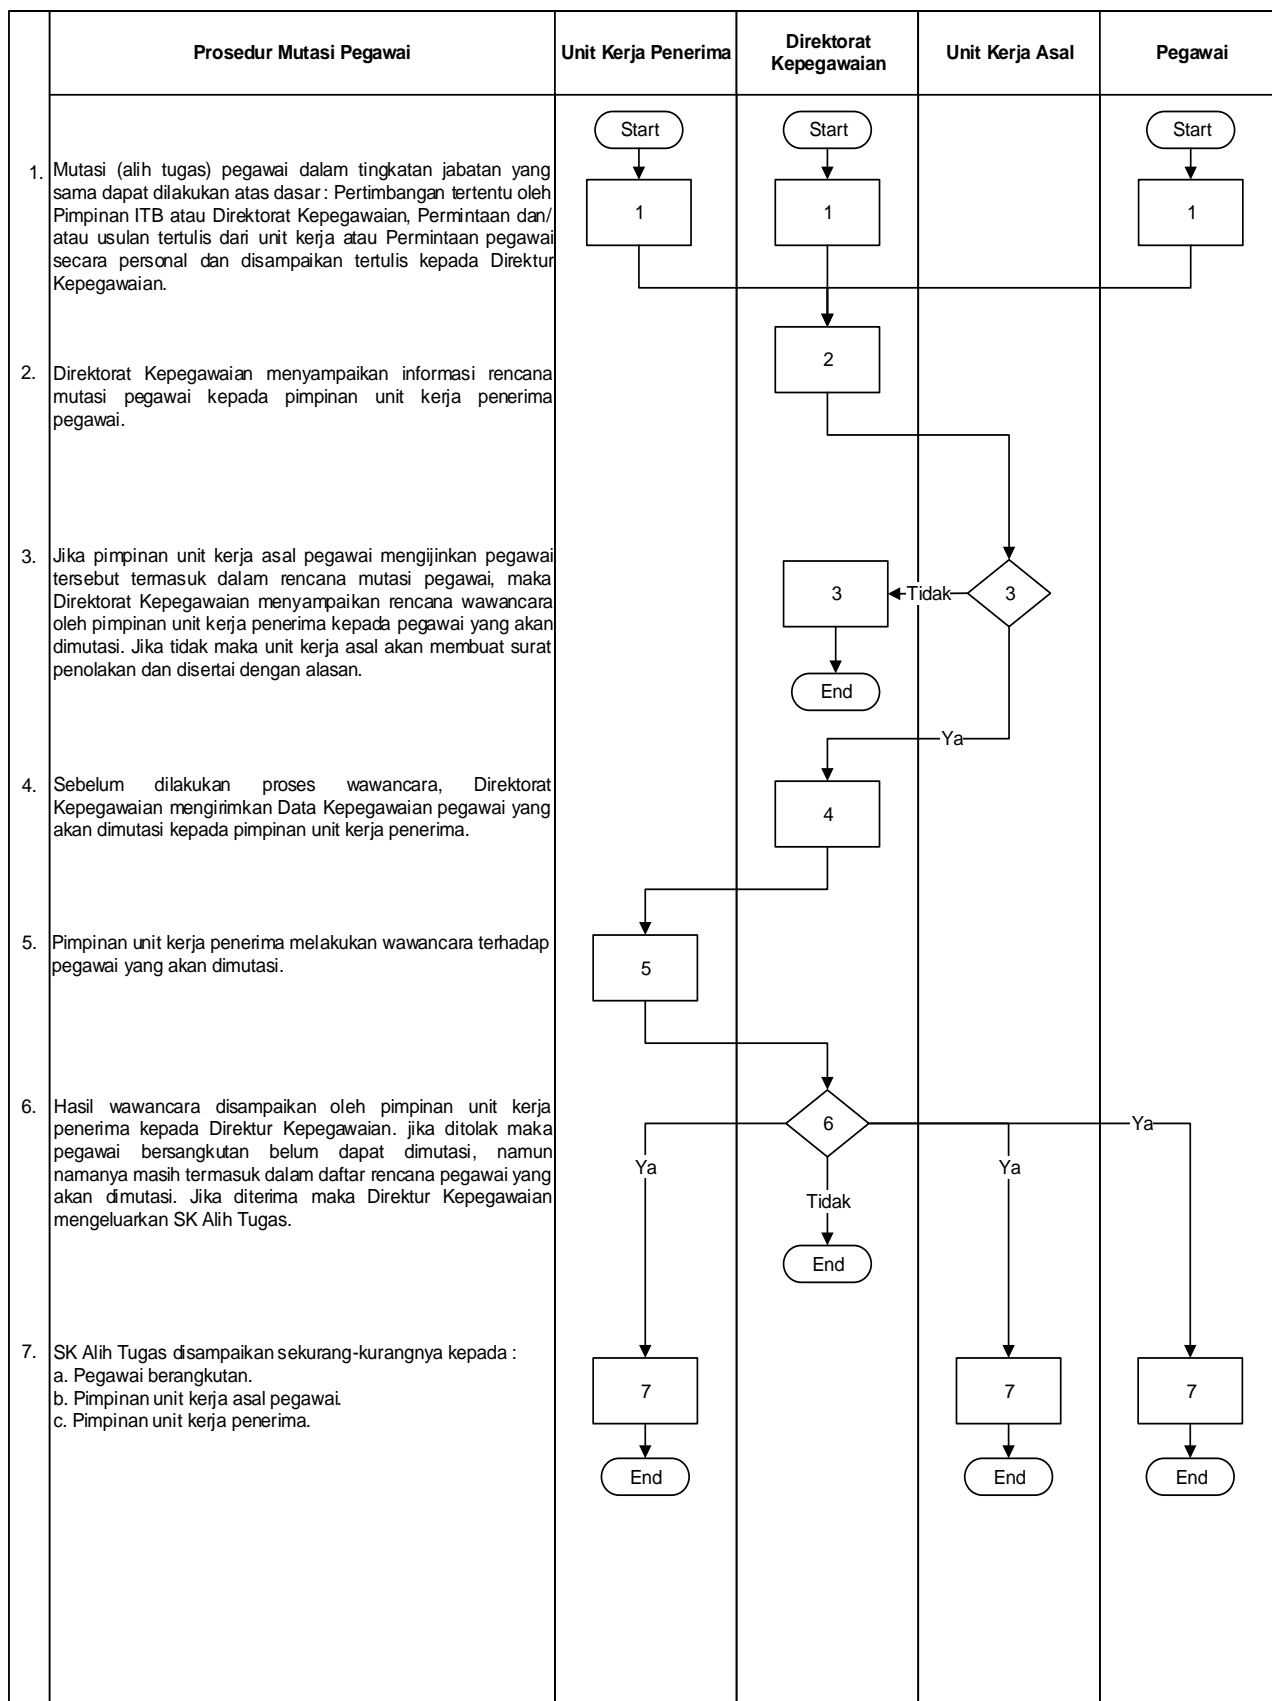 Prosedur Mutasi Pegawai
Unit Kerja Penerima
Direktorat
Kepegawaian
Unit Kerja Asal
Pegawai
Start
Start
Start
1. Mutasi (alih tugas) pegawai dalam tingkatan jabatan yang
sama dapat dilakukan atas dasar : Pertimbangan tertentu oleh
Pimpinan ITB atau Direktorat Kepegawaian, Permintaan dan/
atau usulan tertulis dari unit kerja atau Permintaan pegawai
secara personal dan disampaikan tertulis kepada Direktur
Kepegawaian.
1
1
1
2. Direktorat Kepegawaian menyampaikan informasi rencana
mutasi pegawai kepada pimpinan unit kerja penerima
pegawai.
2
3. Jika pimpinan unit kerja asal pegawai mengijinkan pegawai
tersebut termasuk dalam rencana mutasi pegawai, maka
Direktorat Kepegawaian menyampaikan rencana wawancara
oleh pimpinan unit kerja penerima kepada pegawai yang akan
dimutasi. Jika tidak maka unit kerja asal akan membuat surat
penolakan dan disertai dengan alasan.
3
Tidak
3
End
Ya
4. Sebelum dilakukan proses wawancara, Direktorat
Kepegawaian mengirimkan Data Kepegawaian pegawai yang
akan dimutasi kepada pimpinan unit kerja penerima.
4
5. Pimpinan unit kerja penerima melakukan wawancara terhadap
pegawai yang akan dimutasi.
5
6. Hasil wawancara disampaikan oleh pimpinan unit kerja
penerima kepada Direktur Kepegawaian. jika ditolak maka
pegawai bersangkutan belum dapat dimutasi, namun
namanya masih termasuk dalam daftar rencana pegawai yang
akan dimutasi. Jika diterima maka Direktur Kepegawaian
mengeluarkan SK Alih Tugas.
6
Ya
Ya
Ya
Tidak
End
7. SK Alih Tugas disampaikan sekurang-kurangnya kepada :
a. Pegawai berangkutan.
b. Pimpinan unit kerja asal pegawai.
c. Pimpinan unit kerja penerima.
7
7
7
End
End
End